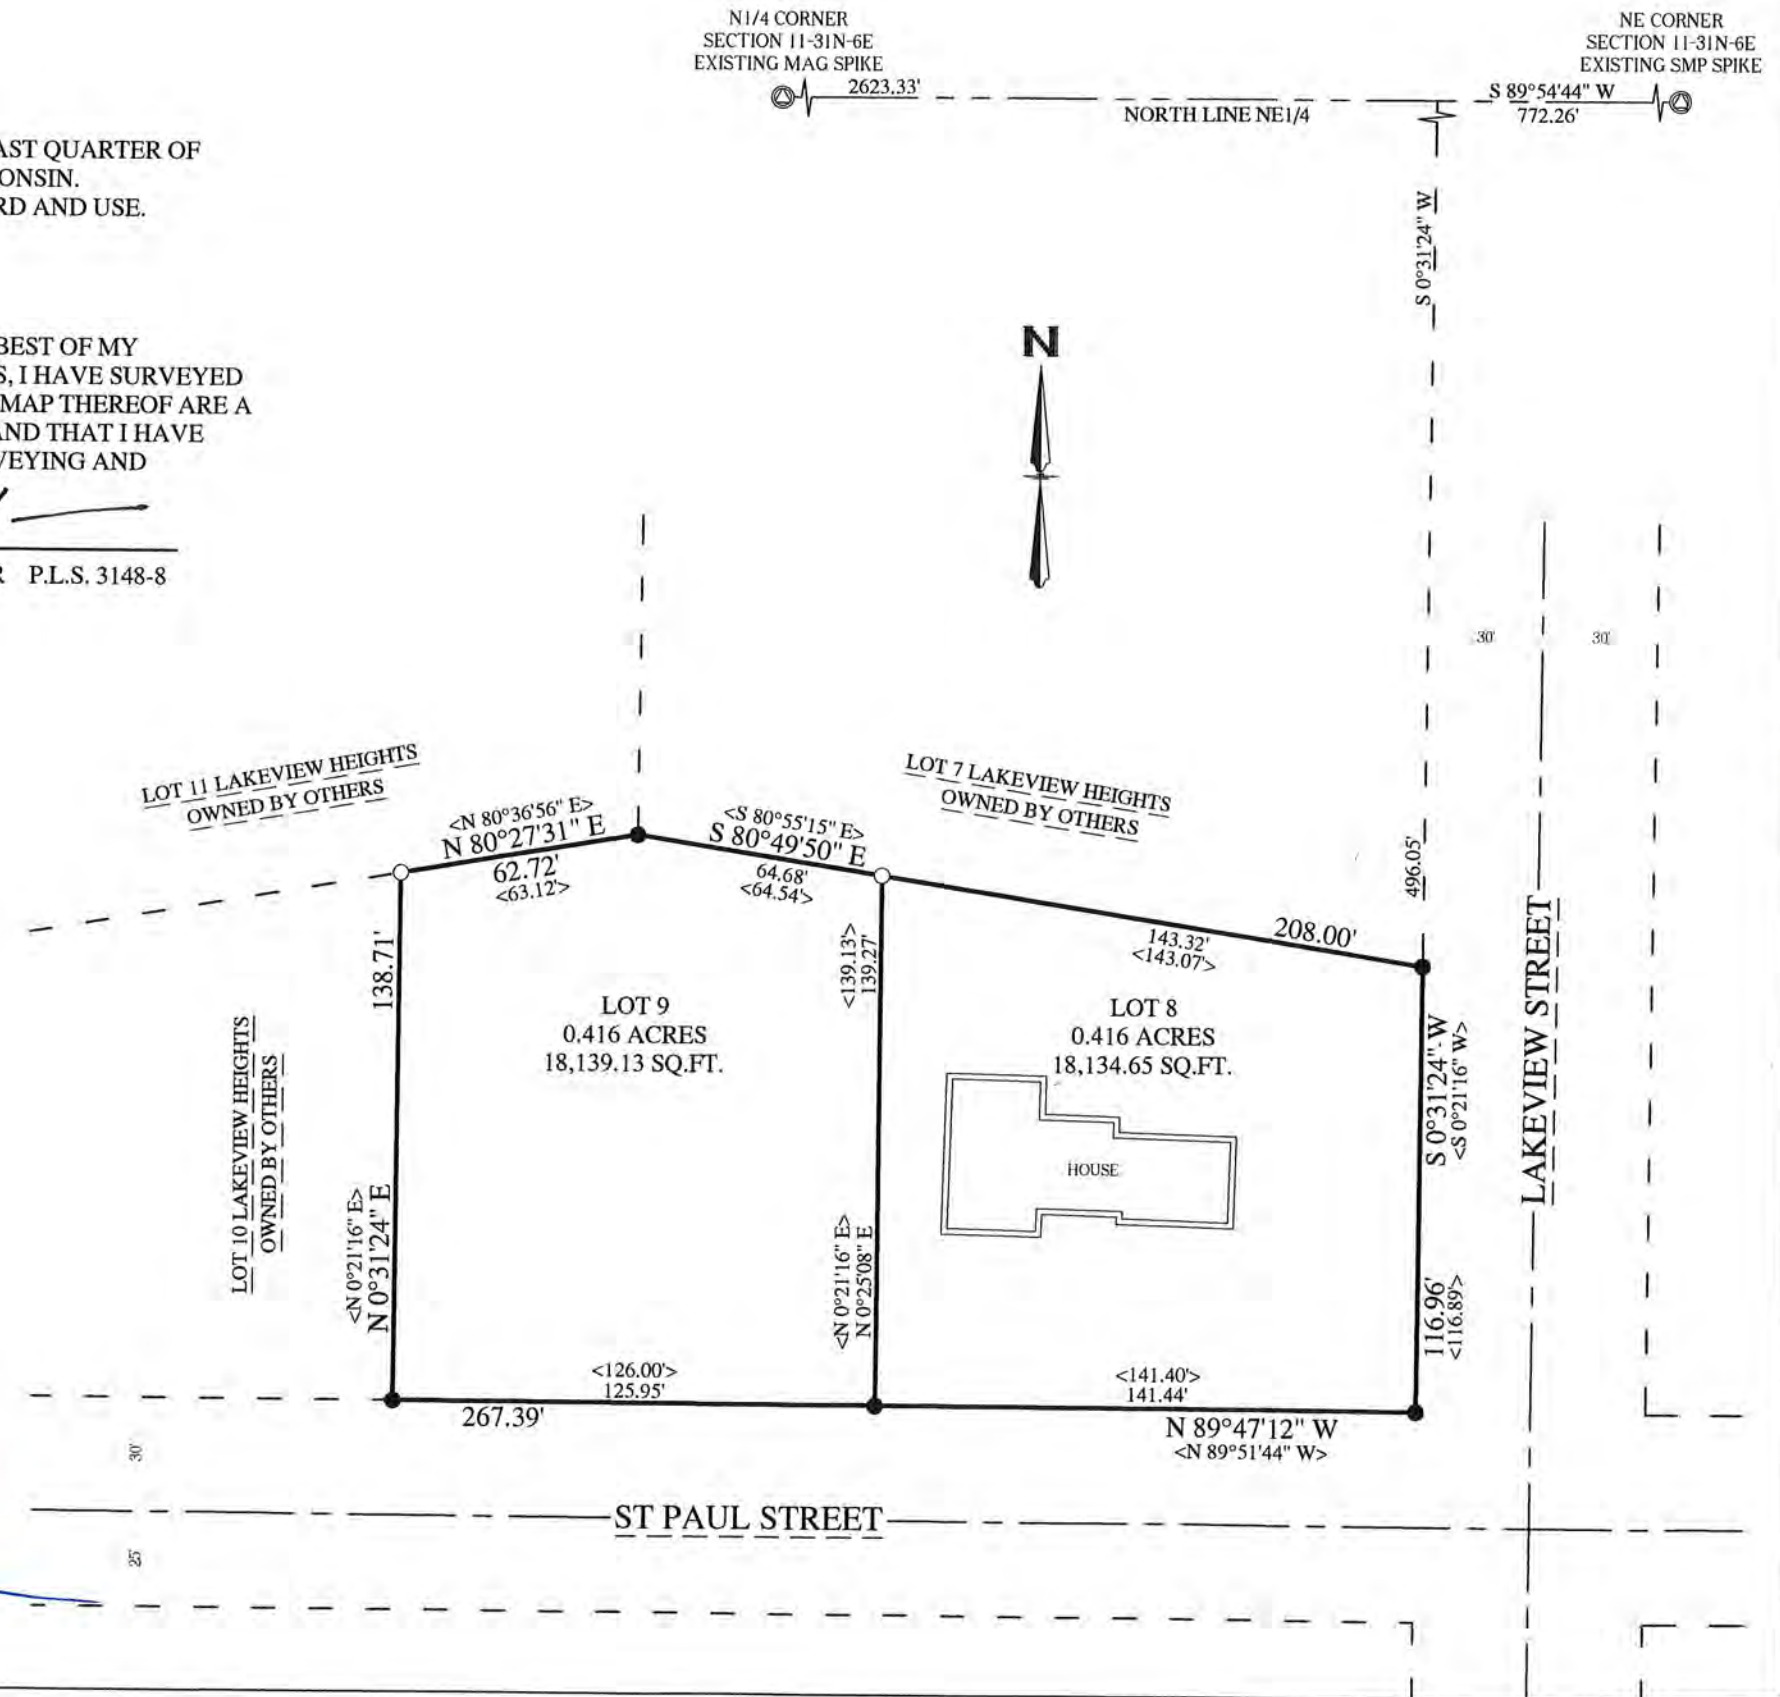 N1/4 CORNER
SECTION 11-31N-6E
EXISTING MAG SPIKE
2623.33'
NE CORNER
SECTION 11-31N-6E
EXISTING SMP SPIKE
S 89°54'44" W
772.26'
NORTH LINE NE1/4
AST QUARTER OF
ONSIN.
RD AND USE.
S 0°31'24" W
BEST OF MY
S, I HAVE SURVEYED
MAP THEREOF ARE A
AND THAT I HAVE
VEYING AND
R P.L.S. 3148-8
N
30'
30'
LOT 11 LAKEVIEW HEIGHTS
OWNED BY OTHERS
<N 80°36'56" E>
N 80°27'31" E
62.72'
<63.12'>
<S 80°55'15" E>
S 80°49'50" E
64.68'
<64.54'>
LOT 7 LAKEVIEW HEIGHTS
OWNED BY OTHERS
496.05'
143.32'
<143.07'>
208.00'
138.71'
<139.13'>
139.27'
LOT 9
0.416 ACRES
18,139.13 SQ.FT.
LOT 8
0.416 ACRES
18,134.65 SQ.FT.
HOUSE
LOT 10 LAKEVIEW HEIGHTS
OWNED BY OTHERS
<N 0°21'16" E>
N 0°31'24" E
<N 0°21'16" E>
N 0°25'08" E
S 0°31'24" W
<S 0°21'16" W>
116.96'
<116.89'>
LAKEVIEW STREET
<126.00'>
125.95'
267.39'
<141.40'>
141.44'
N 89°47'12" W
<N 89°51'44" W>
30'
ST PAUL STREET
25'